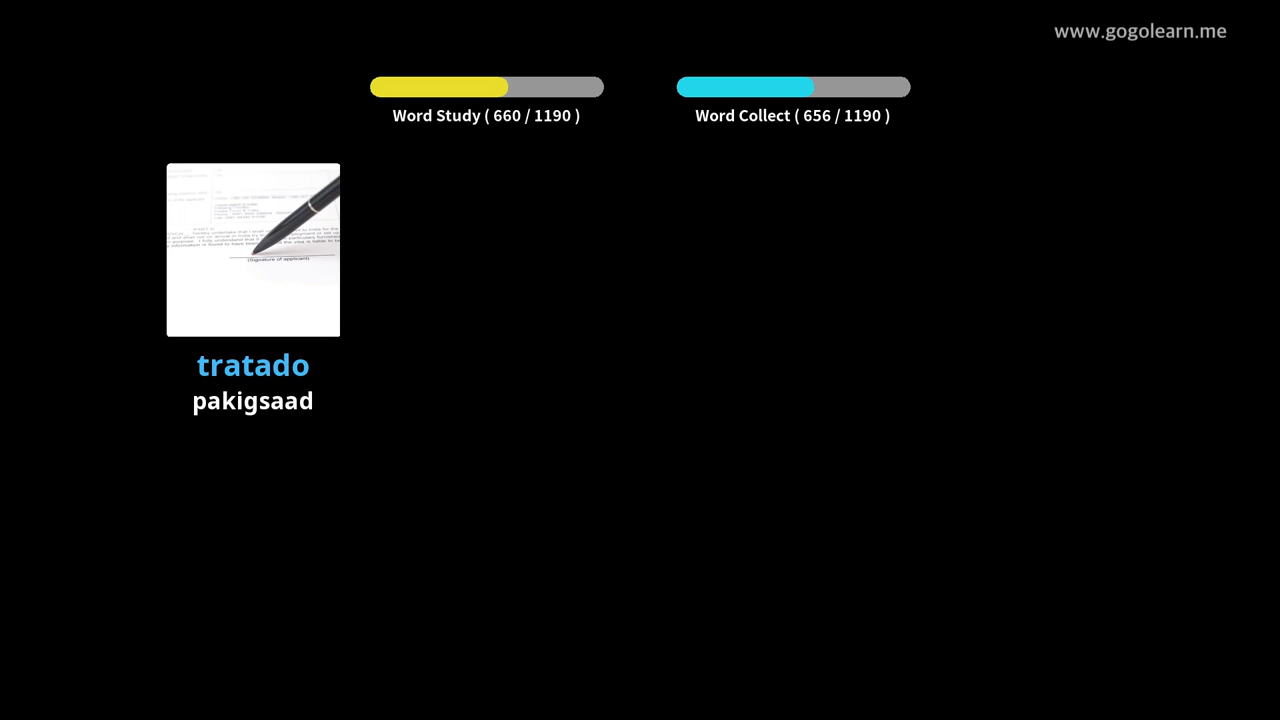 www.gogolearn.me
Word Study ( 660 / 1190 )
Word Collect ( 656 / 1190 )
(Signature of applicant)
tratado
pakigsaad